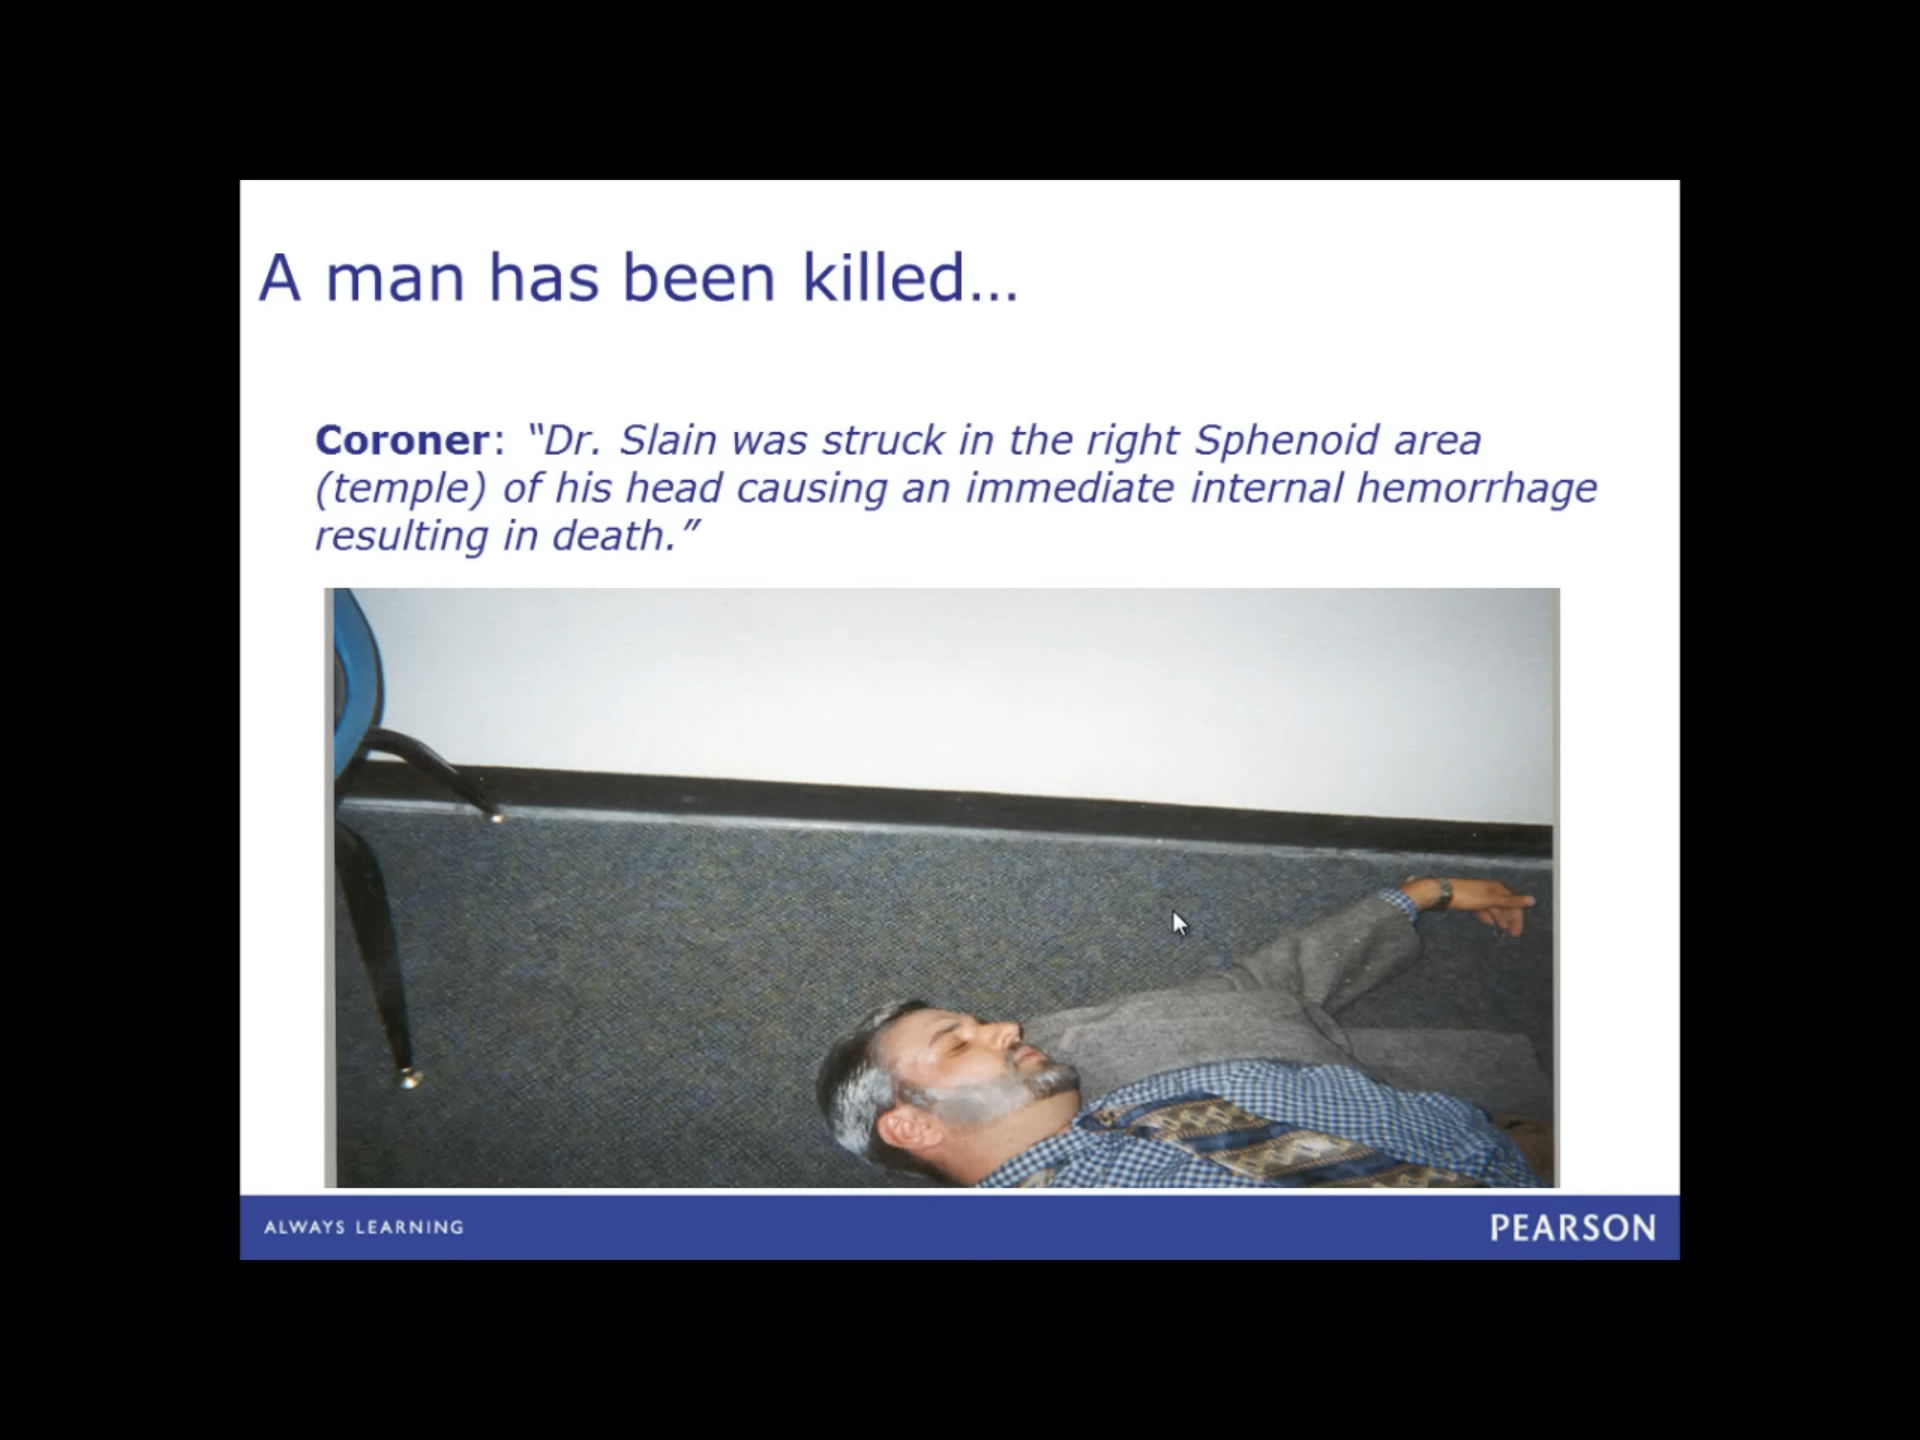 A man has been killed...
Coroner: “Dr. Slain was struck in the right Sphenoid area
(temple) of his head causing an immediate internal hemorrhage
resulting in death.”
ALWAYS LEARNING
PEARSON